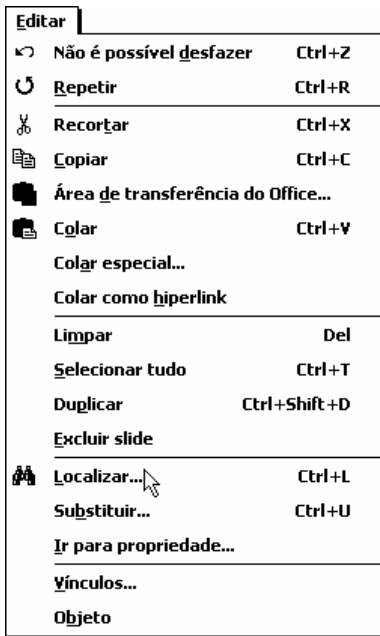 Editar
Não é possível desfazer Ctrl+Z
Repetir Ctrl+R
Recortar Ctrl+X
Copiar Ctrl+C
Área de transferência do Office...
Colar Ctrl+V
Colar especial...
Colar como hiperlink
Limpar Del
Selecionar tudo Ctrl+T
Duplicar Ctrl+Shift+D
Excluir slide
Localizar... Ctrl+L
Substituir... Ctrl+U
Ir para propriedade...
Vínculos...
Objeto